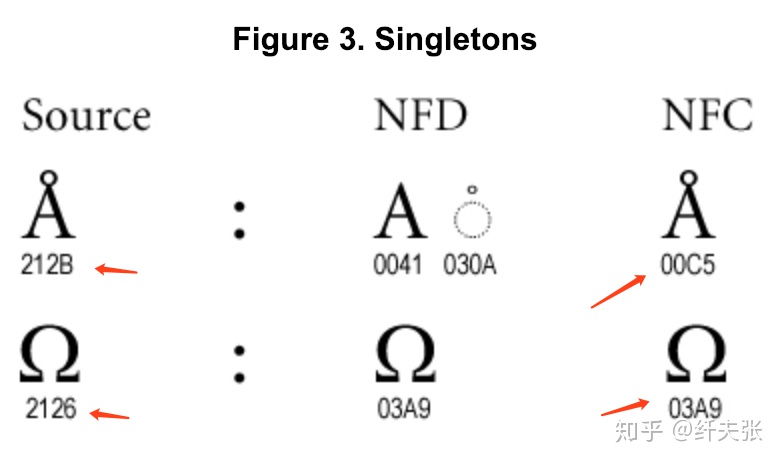 Figure 3. Singletons
Source NFD NFC
Å : A ̊ Å
212B 0041 030A 00C5
Ω : Ω Ω
2126 03A9 03A9
知乎 @纤夫张